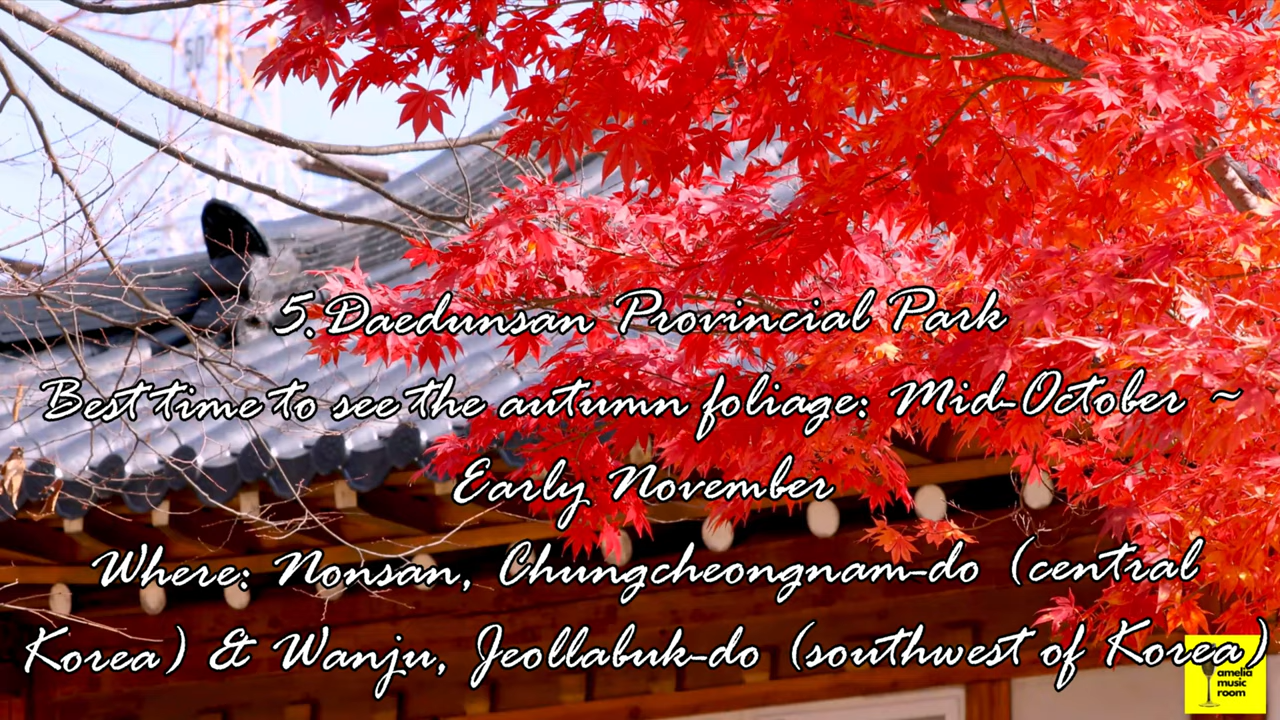 5.Daedunsan Provincial Park
Best time to see the autumn foliage: Mid-October ~
Early November
Where: Nonsan, Chungcheongnam-do (central
Korea) & Wanju, Jeollabuk-do (southwest of Korea)
amelia
music
room
50